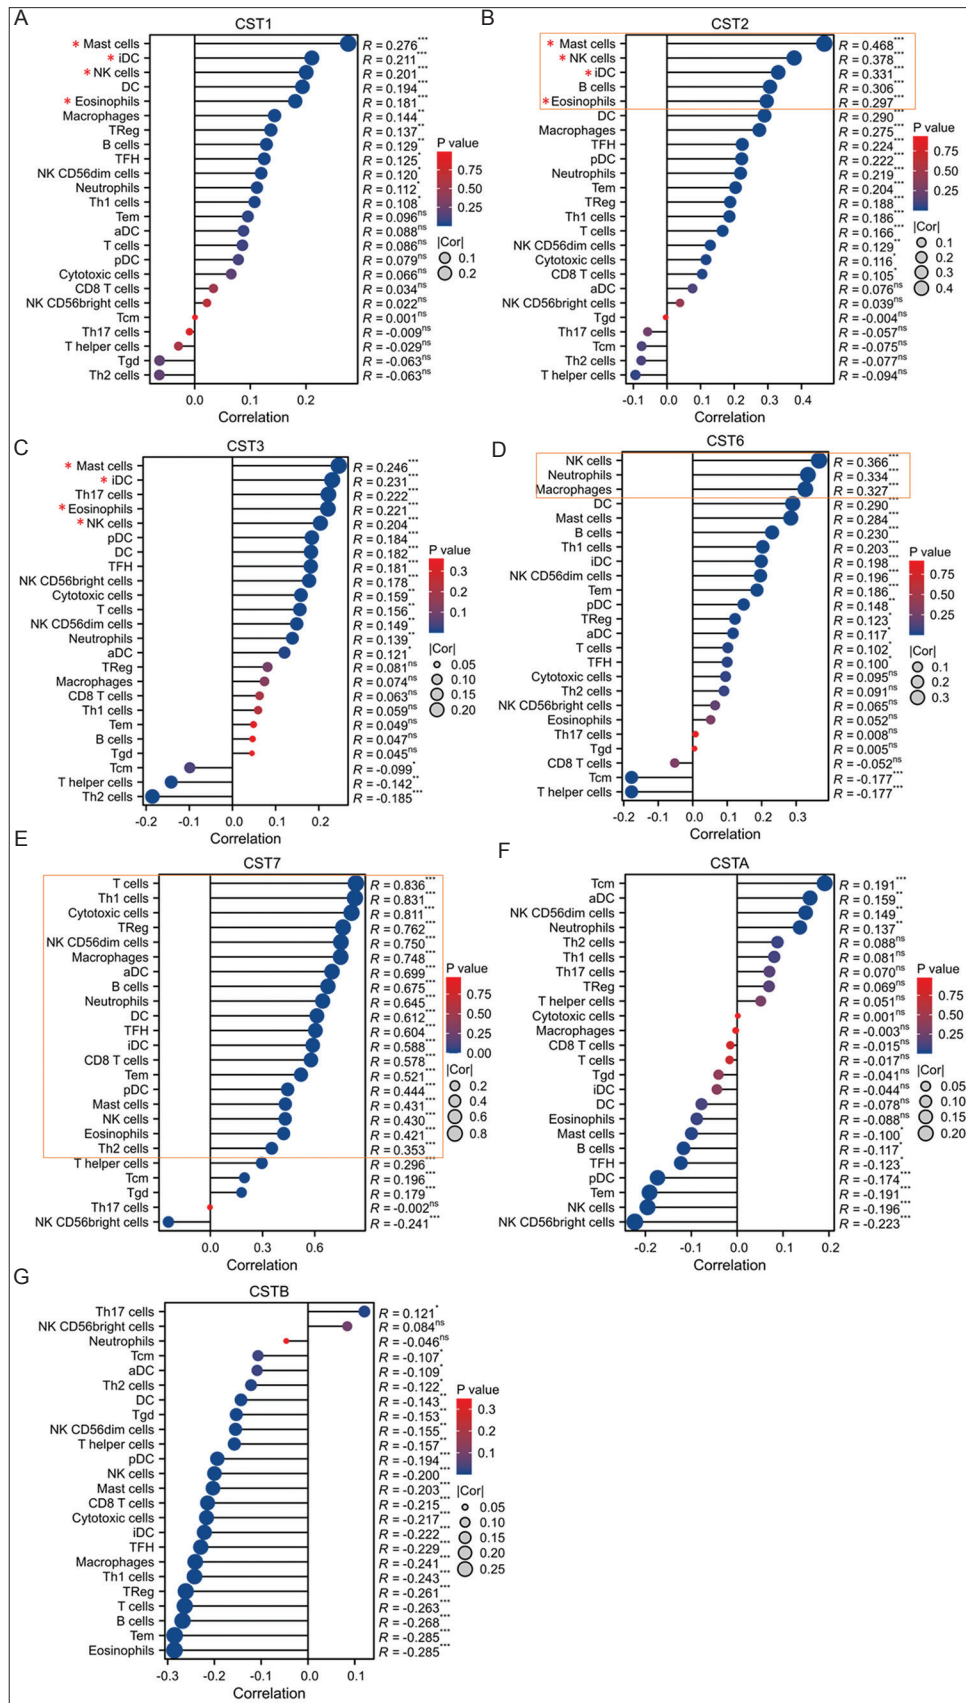 A
CST1
* Mast cells R = 0.276***
* iDC R = 0.211***
* NK cells R = 0.201***
DC R = 0.194***
* Eosinophils R = 0.181***
Macrophages R = 0.144**
TReg R = 0.137**
B cells R = 0.129**
TFH R = 0.125*
NK CD56dim cells R = 0.120*
Neutrophils R = 0.112*
Th1 cells R = 0.108*
Tem R = 0.096ns
aDC R = 0.088ns
T cells R = 0.086ns
pDC R = 0.079ns
Cytotoxic cells R = 0.066ns
CD8 T cells R = 0.034ns
NK CD56bright cells R = 0.022ns
Tcm R = 0.001ns
Th17 cells R = -0.009ns
T helper cells R = -0.029ns
Tgd R = -0.063ns
Th2 cells R = -0.063ns
0.0 0.1 0.2
Correlation
P value
0.75
0.50
0.25
|Cor|
0.1
0.2
B
CST2
* Mast cells R = 0.468***
* NK cells R = 0.378***
* iDC R = 0.331***
B cells R = 0.306***
* Eosinophils R = 0.297***
DC R = 0.290***
Macrophages R = 0.275***
TFH R = 0.224***
pDC R = 0.222***
Neutrophils R = 0.219***
Tem R = 0.204***
TReg R = 0.188***
Th1 cells R = 0.186***
T cells R = 0.166***
NK CD56dim cells R = 0.129**
Cytotoxic cells R = 0.116*
CD8 T cells R = 0.105*
aDC R = 0.076ns
NK CD56bright cells R = 0.039ns
Tgd R = -0.004ns
Th17 cells R = -0.057ns
Tcm R = -0.075ns
Th2 cells R = -0.077ns
T helper cells R = -0.094ns
-0.1 0.0 0.1 0.2 0.3 0.4
Correlation
P value
0.75
0.50
0.25
|Cor|
0.1
0.2
0.3
0.4
C
CST3
* Mast cells R = 0.246***
* iDC R = 0.231***
Th17 cells R = 0.222***
* Eosinophils R = 0.221***
* NK cells R = 0.204***
pDC R = 0.184***
DC R = 0.182***
TFH R = 0.181***
NK CD56bright cells R = 0.178***
Cytotoxic cells R = 0.159**
T cells R = 0.156**
NK CD56dim cells R = 0.149**
Neutrophils R = 0.139**
aDC R = 0.121*
TReg R = 0.081ns
Macrophages R = 0.074ns
CD8 T cells R = 0.063ns
Th1 cells R = 0.059ns
Tem R = 0.049ns
B cells R = 0.047ns
Tgd R = 0.045ns
Tcm R = -0.099*
T helper cells R = -0.142**
Th2 cells R = -0.185***
-0.2 -0.1 0.0 0.1 0.2
Correlation
P value
0.3
0.2
0.1
|Cor|
0.05
0.10
0.15
0.20
D
CST6
NK cells R = 0.366***
Neutrophils R = 0.334***
Macrophages R = 0.327***
DC R = 0.290***
Mast cells R = 0.284***
B cells R = 0.230***
Th1 cells R = 0.203***
iDC R = 0.198***
NK CD56dim cells R = 0.196***
Tem R = 0.186***
pDC R = 0.148**
TReg R = 0.123*
aDC R = 0.117*
T cells R = 0.102*
TFH R = 0.100*
Cytotoxic cells R = 0.095ns
Th2 cells R = 0.091ns
NK CD56bright cells R = 0.065ns
Eosinophils R = 0.052ns
Th17 cells R = 0.008ns
Tgd R = 0.005ns
CD8 T cells R = -0.052ns
Tcm R = -0.177***
T helper cells R = -0.177***
-0.2 -0.1 0.0 0.1 0.2 0.3
Correlation
P value
0.75
0.50
0.25
|Cor|
0.1
0.2
0.3
E
CST7
T cells R = 0.836***
Th1 cells R = 0.831***
Cytotoxic cells R = 0.811***
TReg R = 0.762***
NK CD56dim cells R = 0.750***
Macrophages R = 0.748***
aDC R = 0.699***
B cells R = 0.675***
Neutrophils R = 0.645***
DC R = 0.612***
TFH R = 0.604***
iDC R = 0.588***
CD8 T cells R = 0.578***
Tem R = 0.521***
pDC R = 0.444***
Mast cells R = 0.431***
NK cells R = 0.430***
Eosinophils R = 0.421***
Th2 cells R = 0.353***
T helper cells R = 0.296***
Tcm R = 0.196***
Tgd R = 0.179***
Th17 cells R = -0.002ns
NK CD56bright cells R = -0.241***
0.0 0.3 0.6
Correlation
P value
0.75
0.50
0.25
0.00
|Cor|
0.2
0.4
0.6
0.8
F
CSTA
Tcm R = 0.191***
aDC R = 0.159**
NK CD56dim cells R = 0.149**
Neutrophils R = 0.137**
Th2 cells R = 0.088ns
Th1 cells R = 0.081ns
Th17 cells R = 0.070ns
TReg R = 0.069ns
T helper cells R = 0.051ns
Cytotoxic cells R = 0.001ns
Macrophages R = -0.003ns
CD8 T cells R = -0.015ns
T cells R = -0.017ns
Tgd R = -0.041ns
iDC R = -0.044ns
DC R = -0.078ns
Eosinophils R = -0.088ns
Mast cells R = -0.100*
B cells R = -0.117*
TFH R = -0.123*
pDC R = -0.174***
Tem R = -0.191***
NK cells R = -0.196***
NK CD56bright cells R = -0.223***
-0.2 -0.1 0.0 0.1 0.2
Correlation
P value
0.75
0.50
0.25
|Cor|
0.05
0.10
0.15
0.20
G
CSTB
Th17 cells R = 0.121*
NK CD56bright cells R = 0.084ns
Neutrophils R = -0.046ns
Tcm R = -0.107*
aDC R = -0.109*
Th2 cells R = -0.122*
DC R = -0.143**
Tgd R = -0.153**
NK CD56dim cells R = -0.155**
T helper cells R = -0.157**
pDC R = -0.194***
NK cells R = -0.200***
Mast cells R = -0.203***
CD8 T cells R = -0.215***
Cytotoxic cells R = -0.217***
iDC R = -0.222***
TFH R = -0.229***
Macrophages R = -0.241***
Th1 cells R = -0.243***
TReg R = -0.261***
T cells R = -0.263***
B cells R = -0.268***
Tem R = -0.285***
Eosinophils R = -0.285***
-0.3 -0.2 -0.1 0.0 0.1
Correlation
P value
0.3
0.2
0.1
|Cor|
0.05
0.10
0.15
0.20
0.25